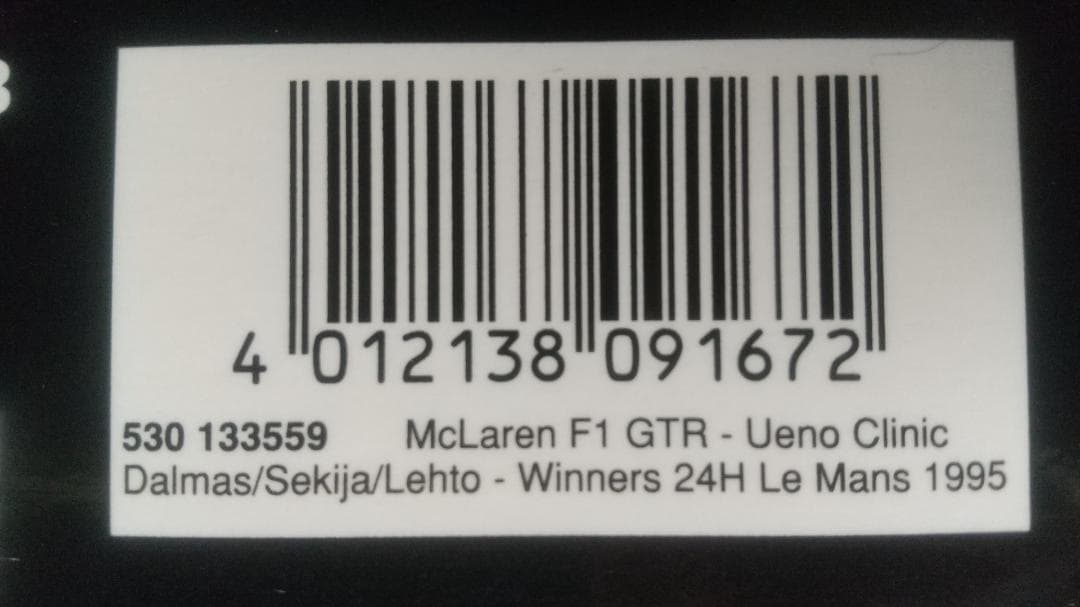 4 012138 091672
530 133559 McLaren F1 GTR - Ueno Clinic
Dalmas/Sekija/Lehto - Winners 24H Le Mans 1995